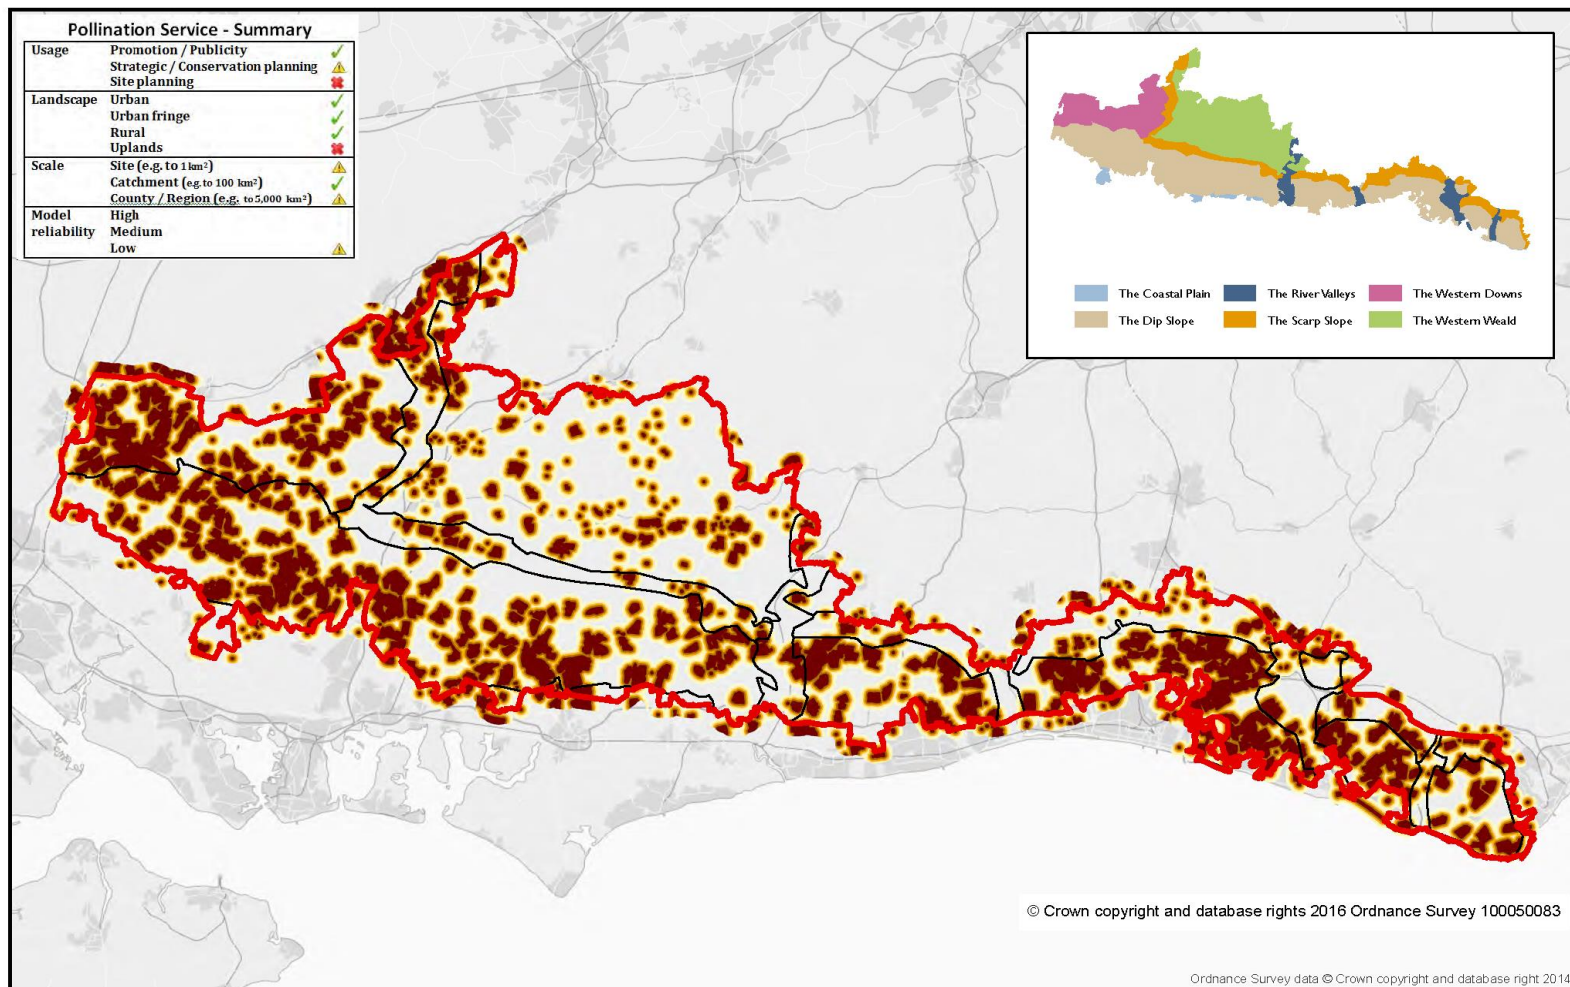 Pollination Service - Summary
Usage Promotion / Publicity
Strategic / Conservation planning
Site planning
Landscape Urban
Urban fringe
Rural
Uplands
Scale Site (e.g. to 1km²)
Catchment (e.g. to 100 km²)
County / Region (e.g. to 5,000 km²)
Model High
reliability Medium
Low
The Coastal Plain The River Valleys The Western Downs
The Dip Slope The Scarp Slope The Western Weald
© Crown copyright and database rights 2016 Ordnance Survey 100050083
Ordnance Survey data © Crown copyright and database right 2014